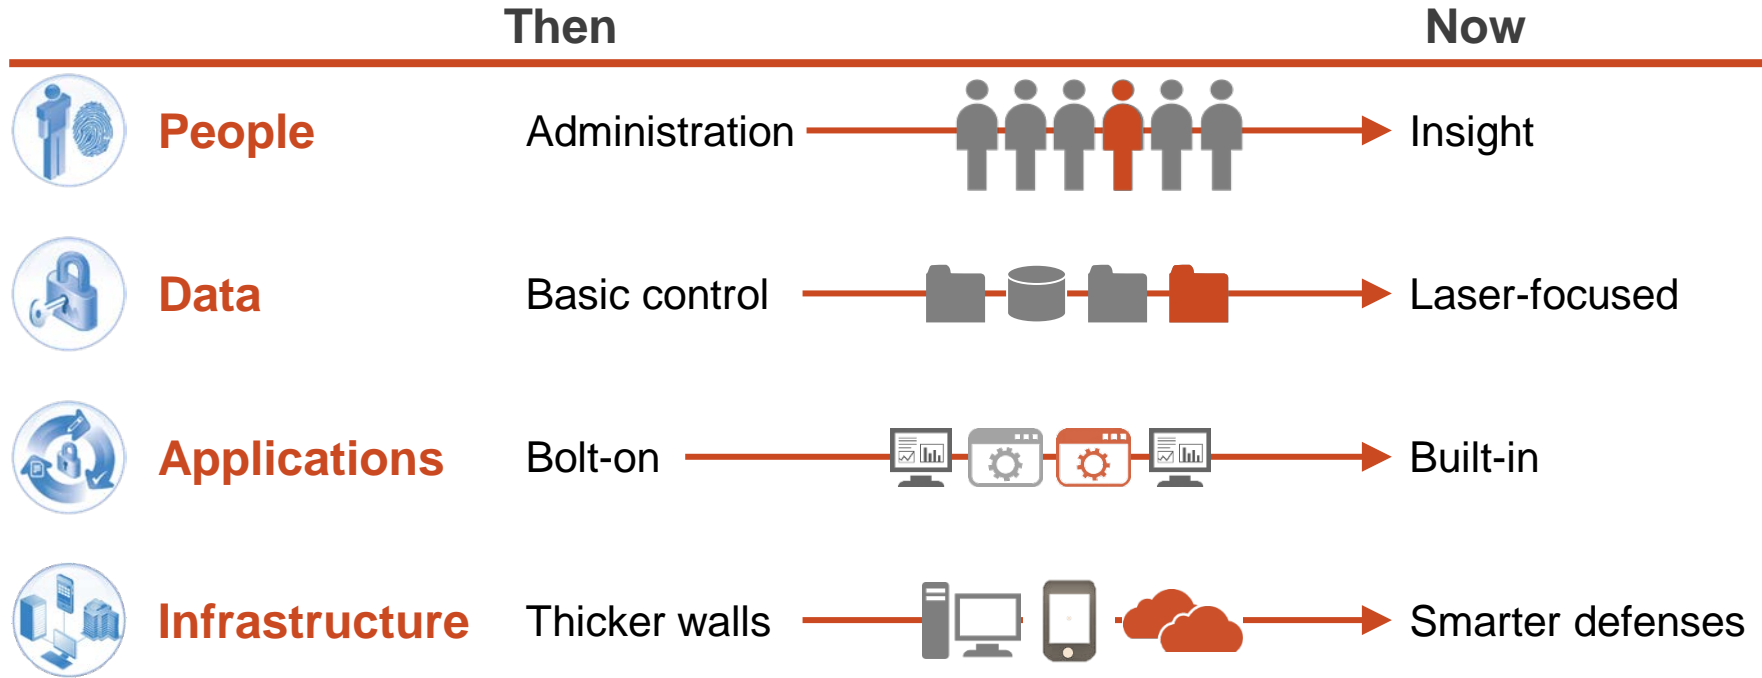 Then Now
People Administration Insight
Data Basic control Laser-focused
Applications Bolt-on Built-in
Infrastructure Thicker walls Smarter defenses